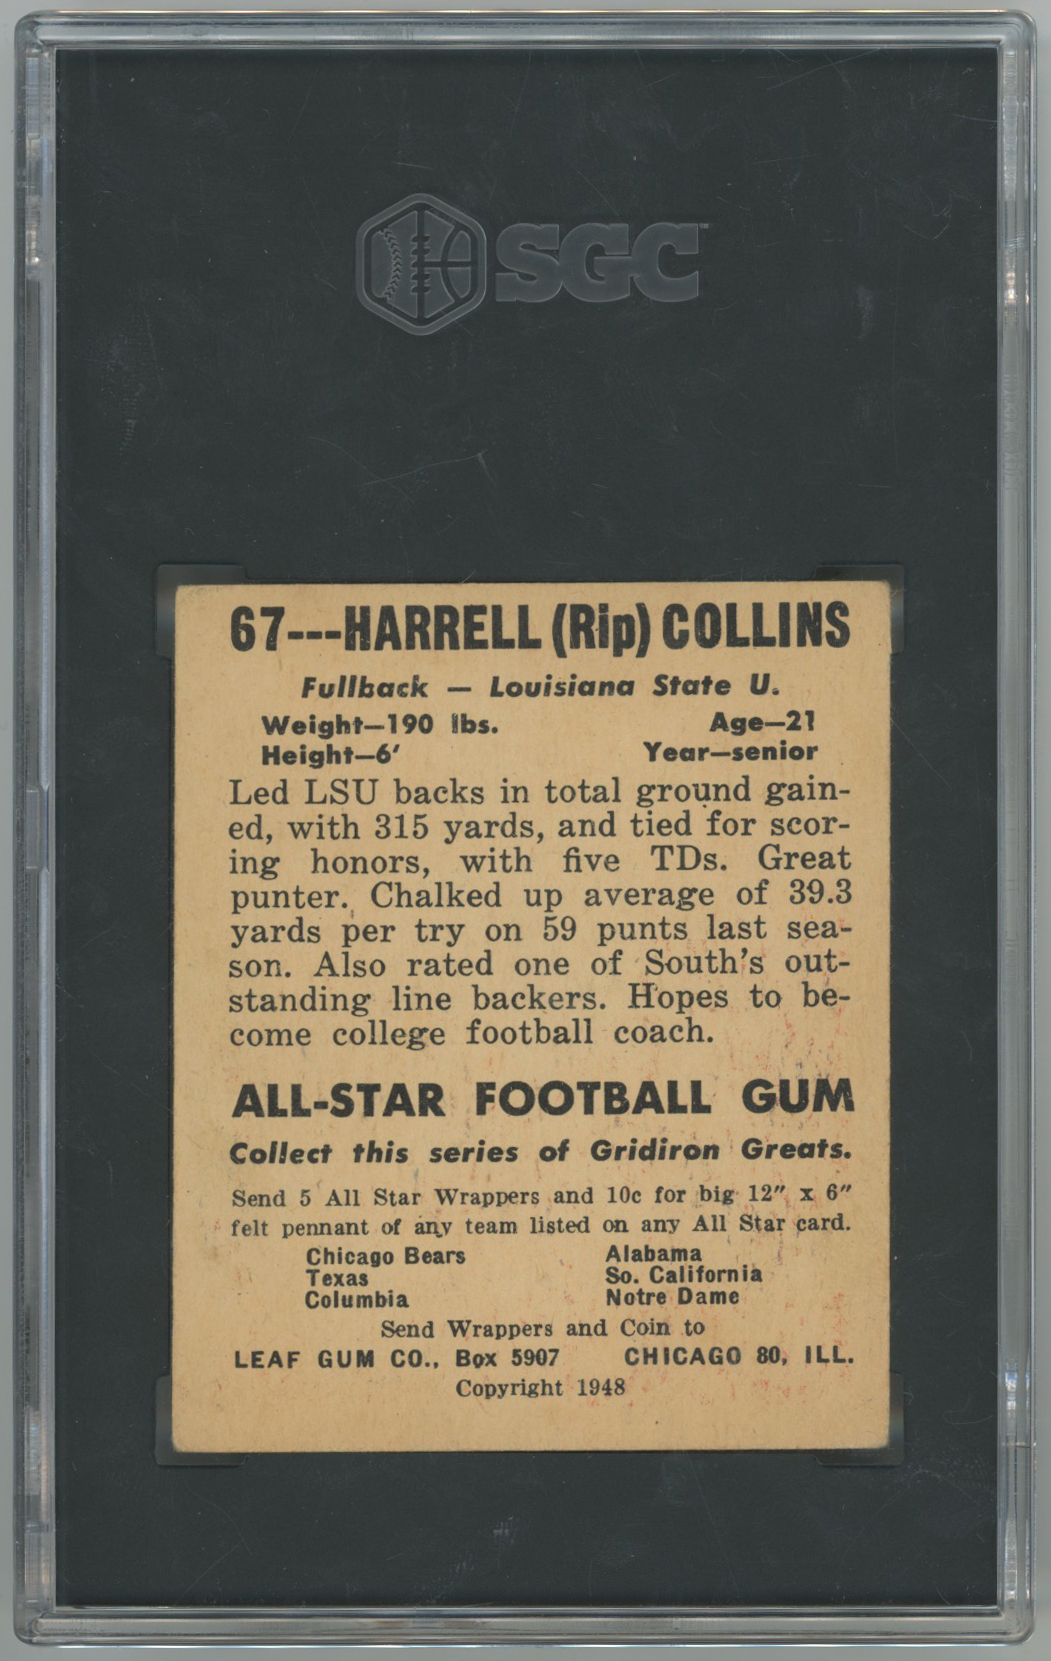 SGC™
67---HARRELL (Rip) COLLINS
Fullback — Louisiana State U.
Weight—190 lbs. Age—21
Height—6' Year—senior
Led LSU backs in total ground gain-
ed, with 315 yards, and tied for scor-
ing honors, with five TDs. Great
punter. Chalked up average of 39.3
yards per try on 59 punts last sea-
son. Also rated one of South's out-
standing line backers. Hopes to be-
come college football coach.
ALL-STAR FOOTBALL GUM
Collect this series of Gridiron Greats.
Send 5 All Star Wrappers and 10c for big 12" x 6"
felt pennant of any team listed on any All Star card.
Chicago Bears Alabama
Texas So. California
Columbia Notre Dame
Send Wrappers and Coin to
LEAF GUM CO., Box 5907 CHICAGO 80, ILL.
Copyright 1948